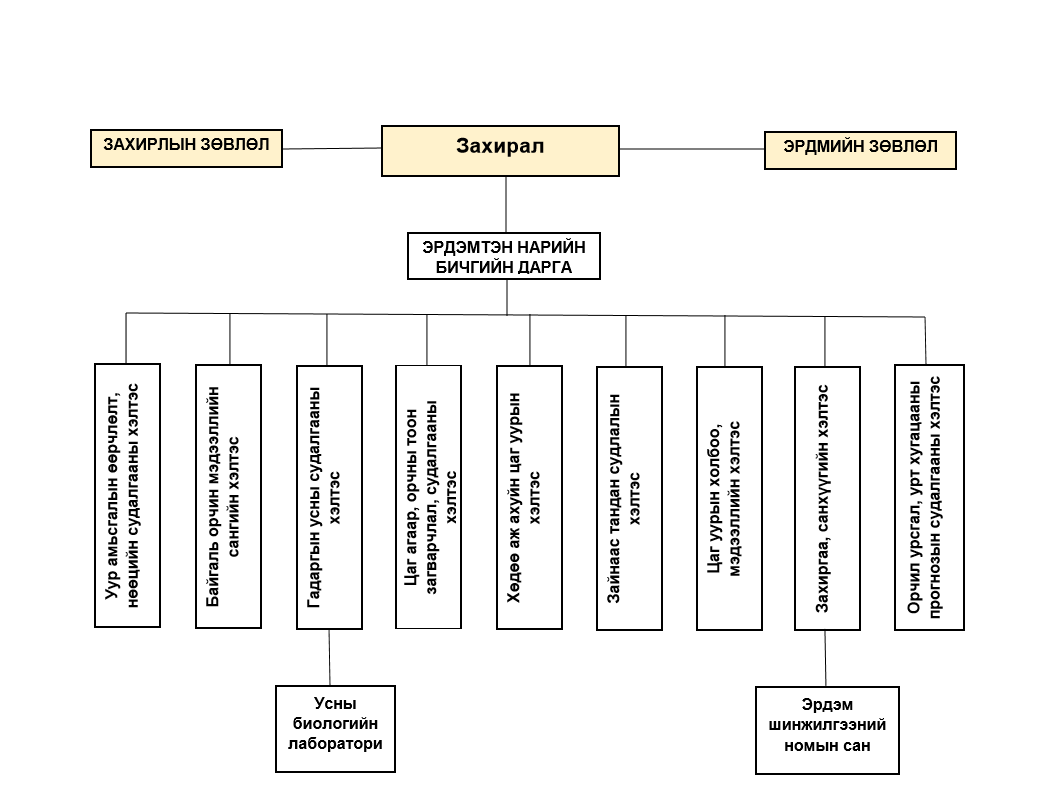 ЗАХИРЛЫН ЗӨВЛӨЛ
Захирал
ЭРДМИЙН ЗӨВЛӨЛ
ЭРДЭМТЭН НАРИЙН
БИЧГИЙН ДАРГА
Уур амьсгалын өөрчлөлт,
нөөцийн судалгааны хэлтэс
Байгаль орчин мэдээллийн
сангийн хэлтэс
Гадаргын усны судалгааны
хэлтэс
Цаг агаар, орчны тоон
загварчлал, судалгааны
хэлтэс
Хөдөө аж ахуйн цаг уурын
хэлтэс
Зайнаас тандан судлалын
хэлтэс
Цаг уурын холбоо,
мэдээллийн хэлтэс
Захиргаа, санхүүгийн хэлтэс
Орчил урсгал, урт хугацааны
прогнозын судалгааны хэлтэс
Усны
биологийн
лаборатори
Эрдэм
шинжилгээний
номын сан